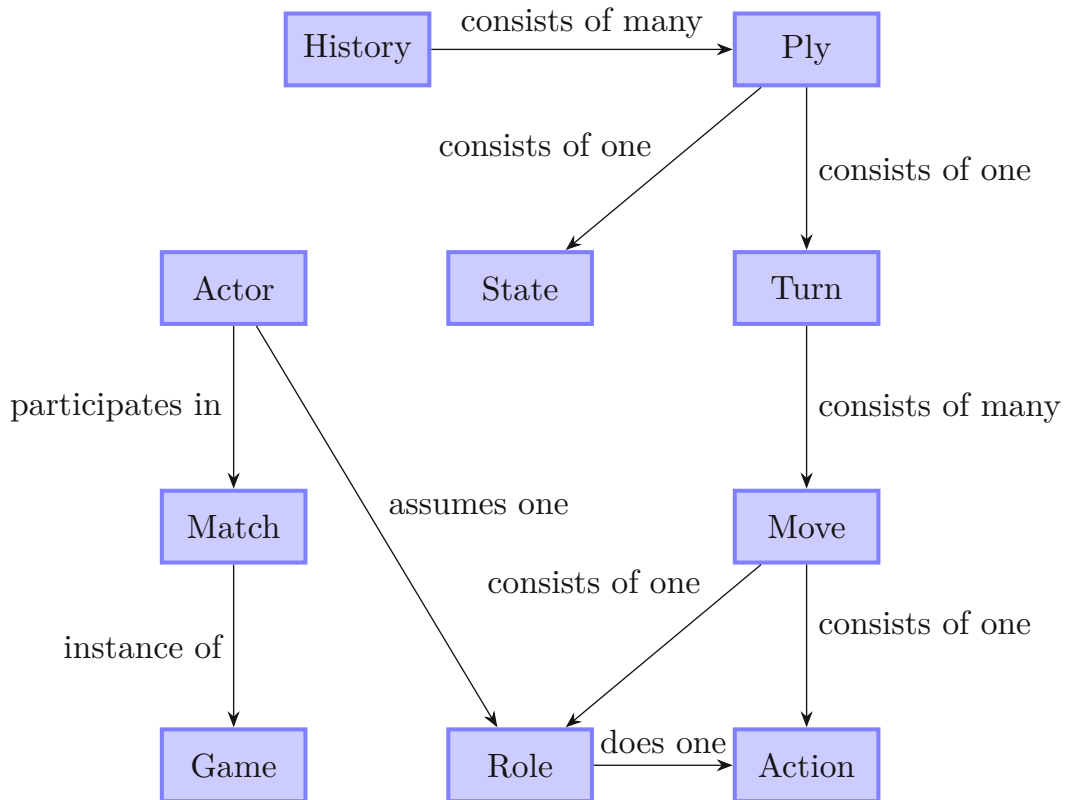 consists of many
History
Ply
consists of one
consists of one
Actor
State
Turn
participates in
consists of many
assumes one
Match
Move
consists of one
consists of one
instance of
does one
Game
Role
Action